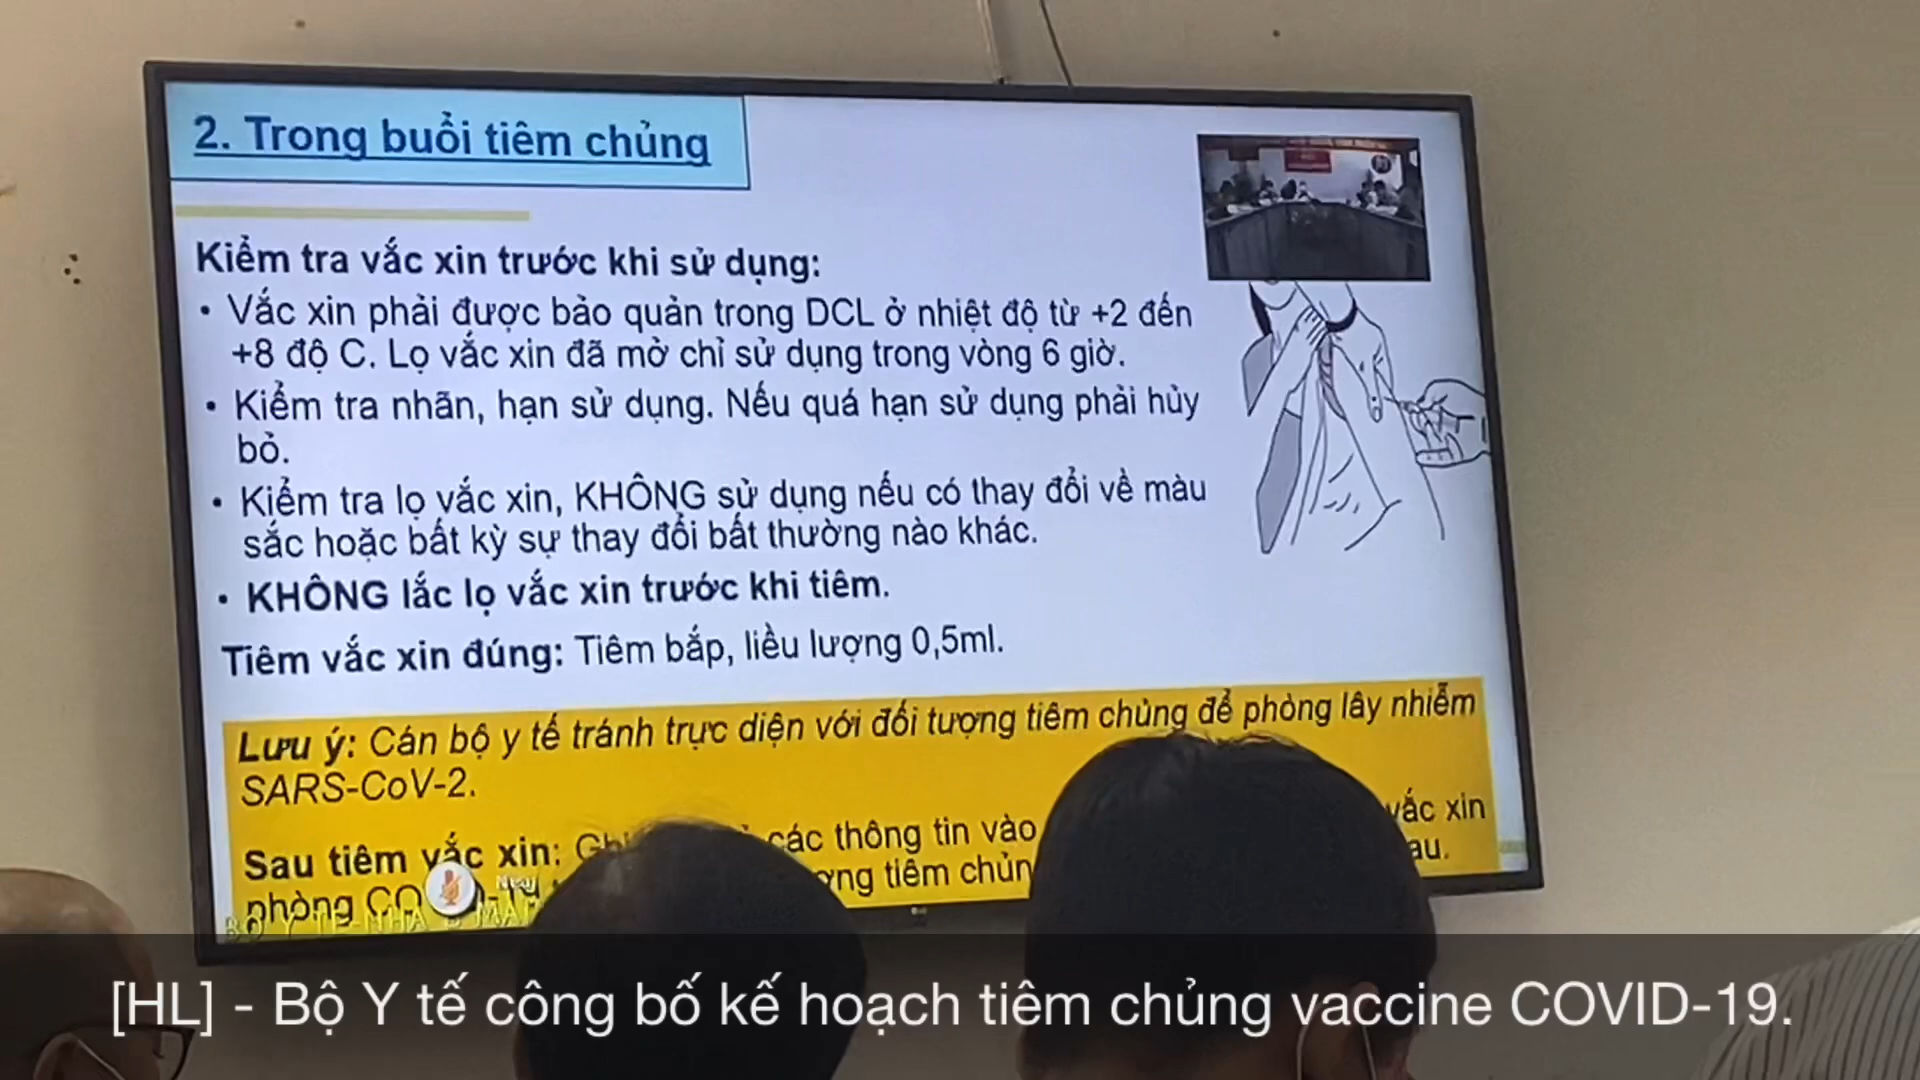 2. Trong buổi tiêm chủng
Kiểm tra vắc xin trước khi sử dụng:
• Vắc xin phải được bảo quản trong DCL ở nhiệt độ từ +2 đến
+8 độ C. Lọ vắc xin đã mở chỉ sử dụng trong vòng 6 giờ.
• Kiểm tra nhãn, hạn sử dụng. Nếu quá hạn sử dụng phải hủy
bỏ.
• Kiểm tra lọ vắc xin, KHÔNG sử dụng nếu có thay đổi về màu
sắc hoặc bất kỳ sự thay đổi bất thường nào khác.
• KHÔNG lắc lọ vắc xin trước khi tiêm.
Tiêm vắc xin đúng: Tiêm bắp, liều lượng 0,5ml.
Lưu ý: Cán bộ y tế tránh trực diện với đối tượng tiêm chủng để phòng lây nhiễm
SARS-CoV-2.
Sau tiêm vắc xin: các thông tin vào vắc xin
phòng tiêm
BỘ Y TẾ
[HL] - Bộ Y tế công bố kế hoạch tiêm chủng vaccine COVID-19.